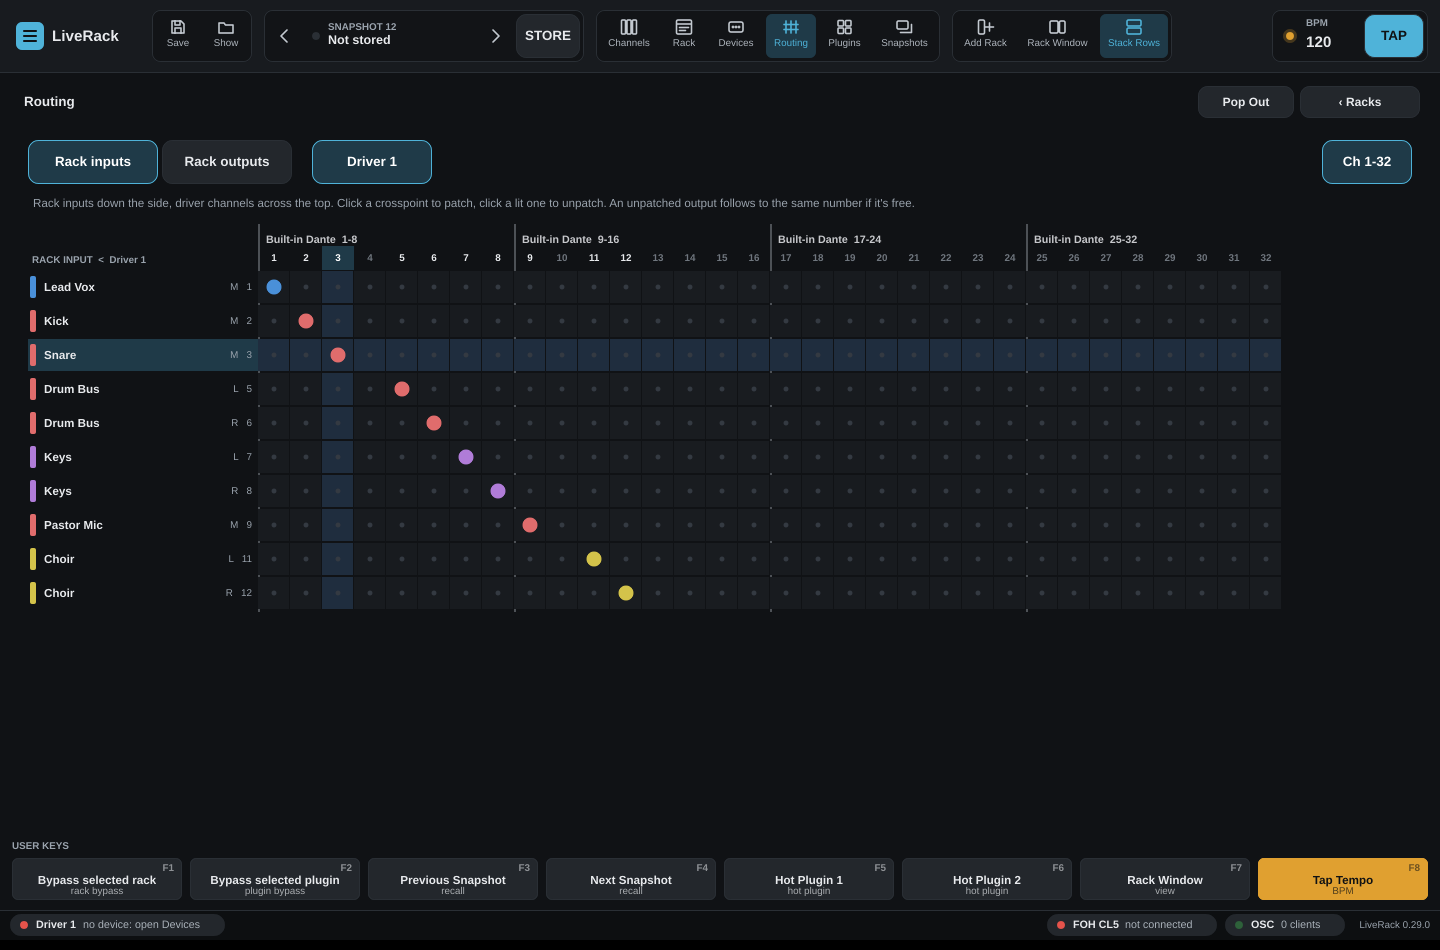 LiveRack
Save
Show
SNAPSHOT 12
Not stored
STORE
Channels
Rack
Devices
Routing
Plugins
Snapshots
Add Rack
Rack Window
Stack Rows
BPM
120
TAP
Routing
Pop Out
‹ Racks
Rack inputs
Rack outputs
Driver 1
Ch 1-32
Rack inputs down the side, driver channels across the top. Click a crosspoint to patch, click a lit one to unpatch. An unpatched output follows to the same number if it's free.
Built-in Dante 1-8
Built-in Dante 9-16
Built-in Dante 17-24
Built-in Dante 25-32
RACK INPUT < Driver 1
1 2 3 4 5 6 7 8 9 10 11 12 13 14 15 16 17 18 19 20 21 22 23 24 25 26 27 28 29 30 31 32
Lead Vox M 1
Kick M 2
Snare M 3
Drum Bus L 5
Drum Bus R 6
Keys L 7
Keys R 8
Pastor Mic M 9
Choir L 11
Choir R 12
USER KEYS
F1
Bypass selected rack
rack bypass
F2
Bypass selected plugin
plugin bypass
F3
Previous Snapshot
recall
F4
Next Snapshot
recall
F5
Hot Plugin 1
hot plugin
F6
Hot Plugin 2
hot plugin
F7
Rack Window
view
F8
Tap Tempo
BPM
Driver 1 no device: open Devices
FOH CL5 not connected
OSC 0 clients
LiveRack 0.29.0